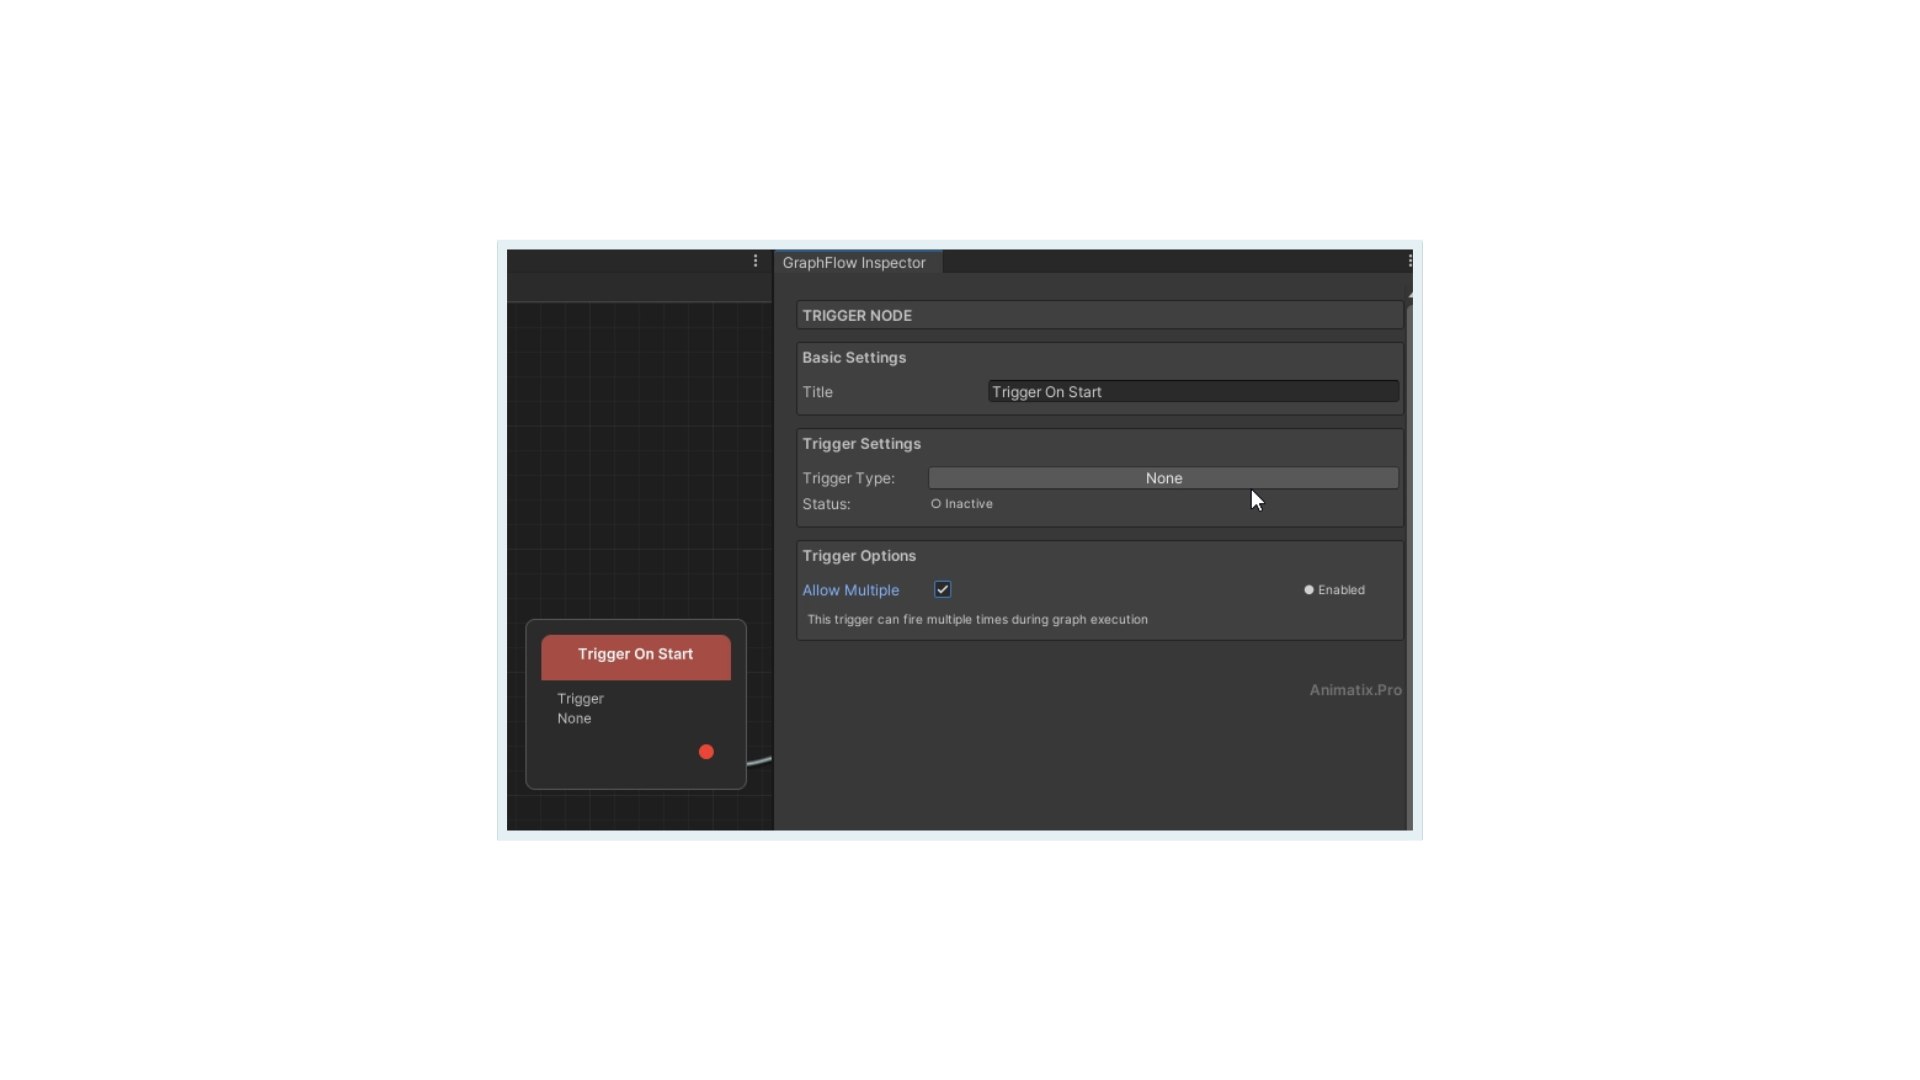 GraphFlow Inspector
TRIGGER NODE
Basic Settings
Title Trigger On Start
Trigger Settings
Trigger Type: None
Status: Inactive
Trigger Options
Allow Multiple Enabled
This trigger can fire multiple times during graph execution
Animatix.Pro
Trigger On Start
Trigger
None